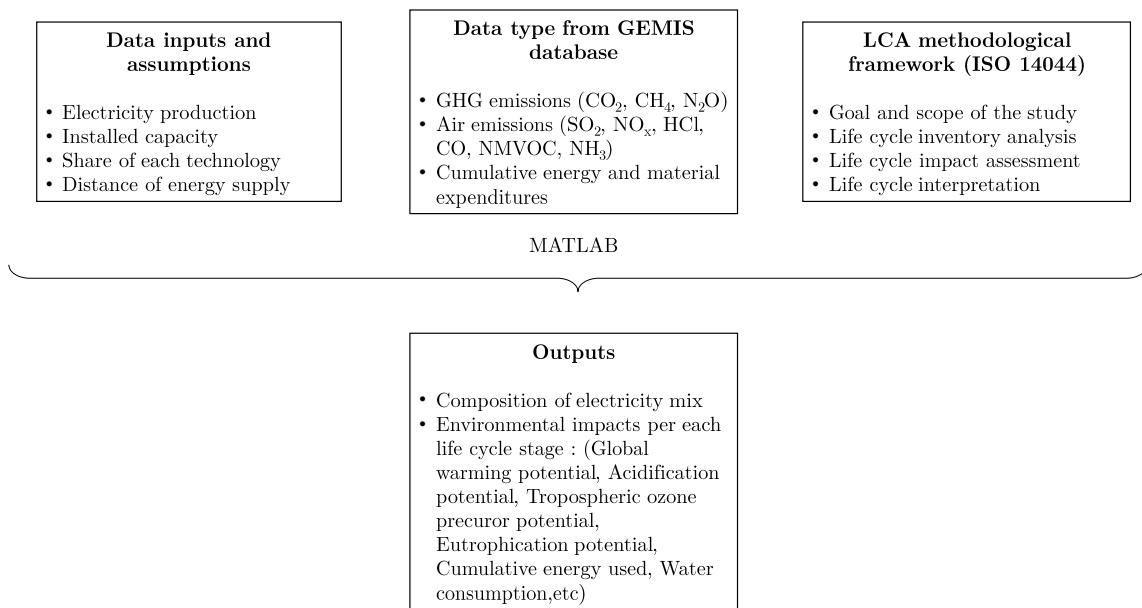 Data inputs and
assumptions
• Electricity production
• Installed capacity
• Share of each technology
• Distance of energy supply
Data type from GEMIS
database
• GHG emissions (CO₂, CH₄, N₂O)
• Air emissions (SO₂, NOₓ, HCl,
CO, NMVOC, NH₃)
• Cumulative energy and material
expenditures
LCA methodological
framework (ISO 14044)
• Goal and scope of the study
• Life cycle inventory analysis
• Life cycle impact assessment
• Life cycle interpretation
MATLAB
Outputs
• Composition of electricity mix
• Environmental impacts per each
life cycle stage : (Global
warming potential, Acidification
potential, Tropospheric ozone
precuror potential,
Eutrophication potential,
Cumulative energy used, Water
consumption,etc)